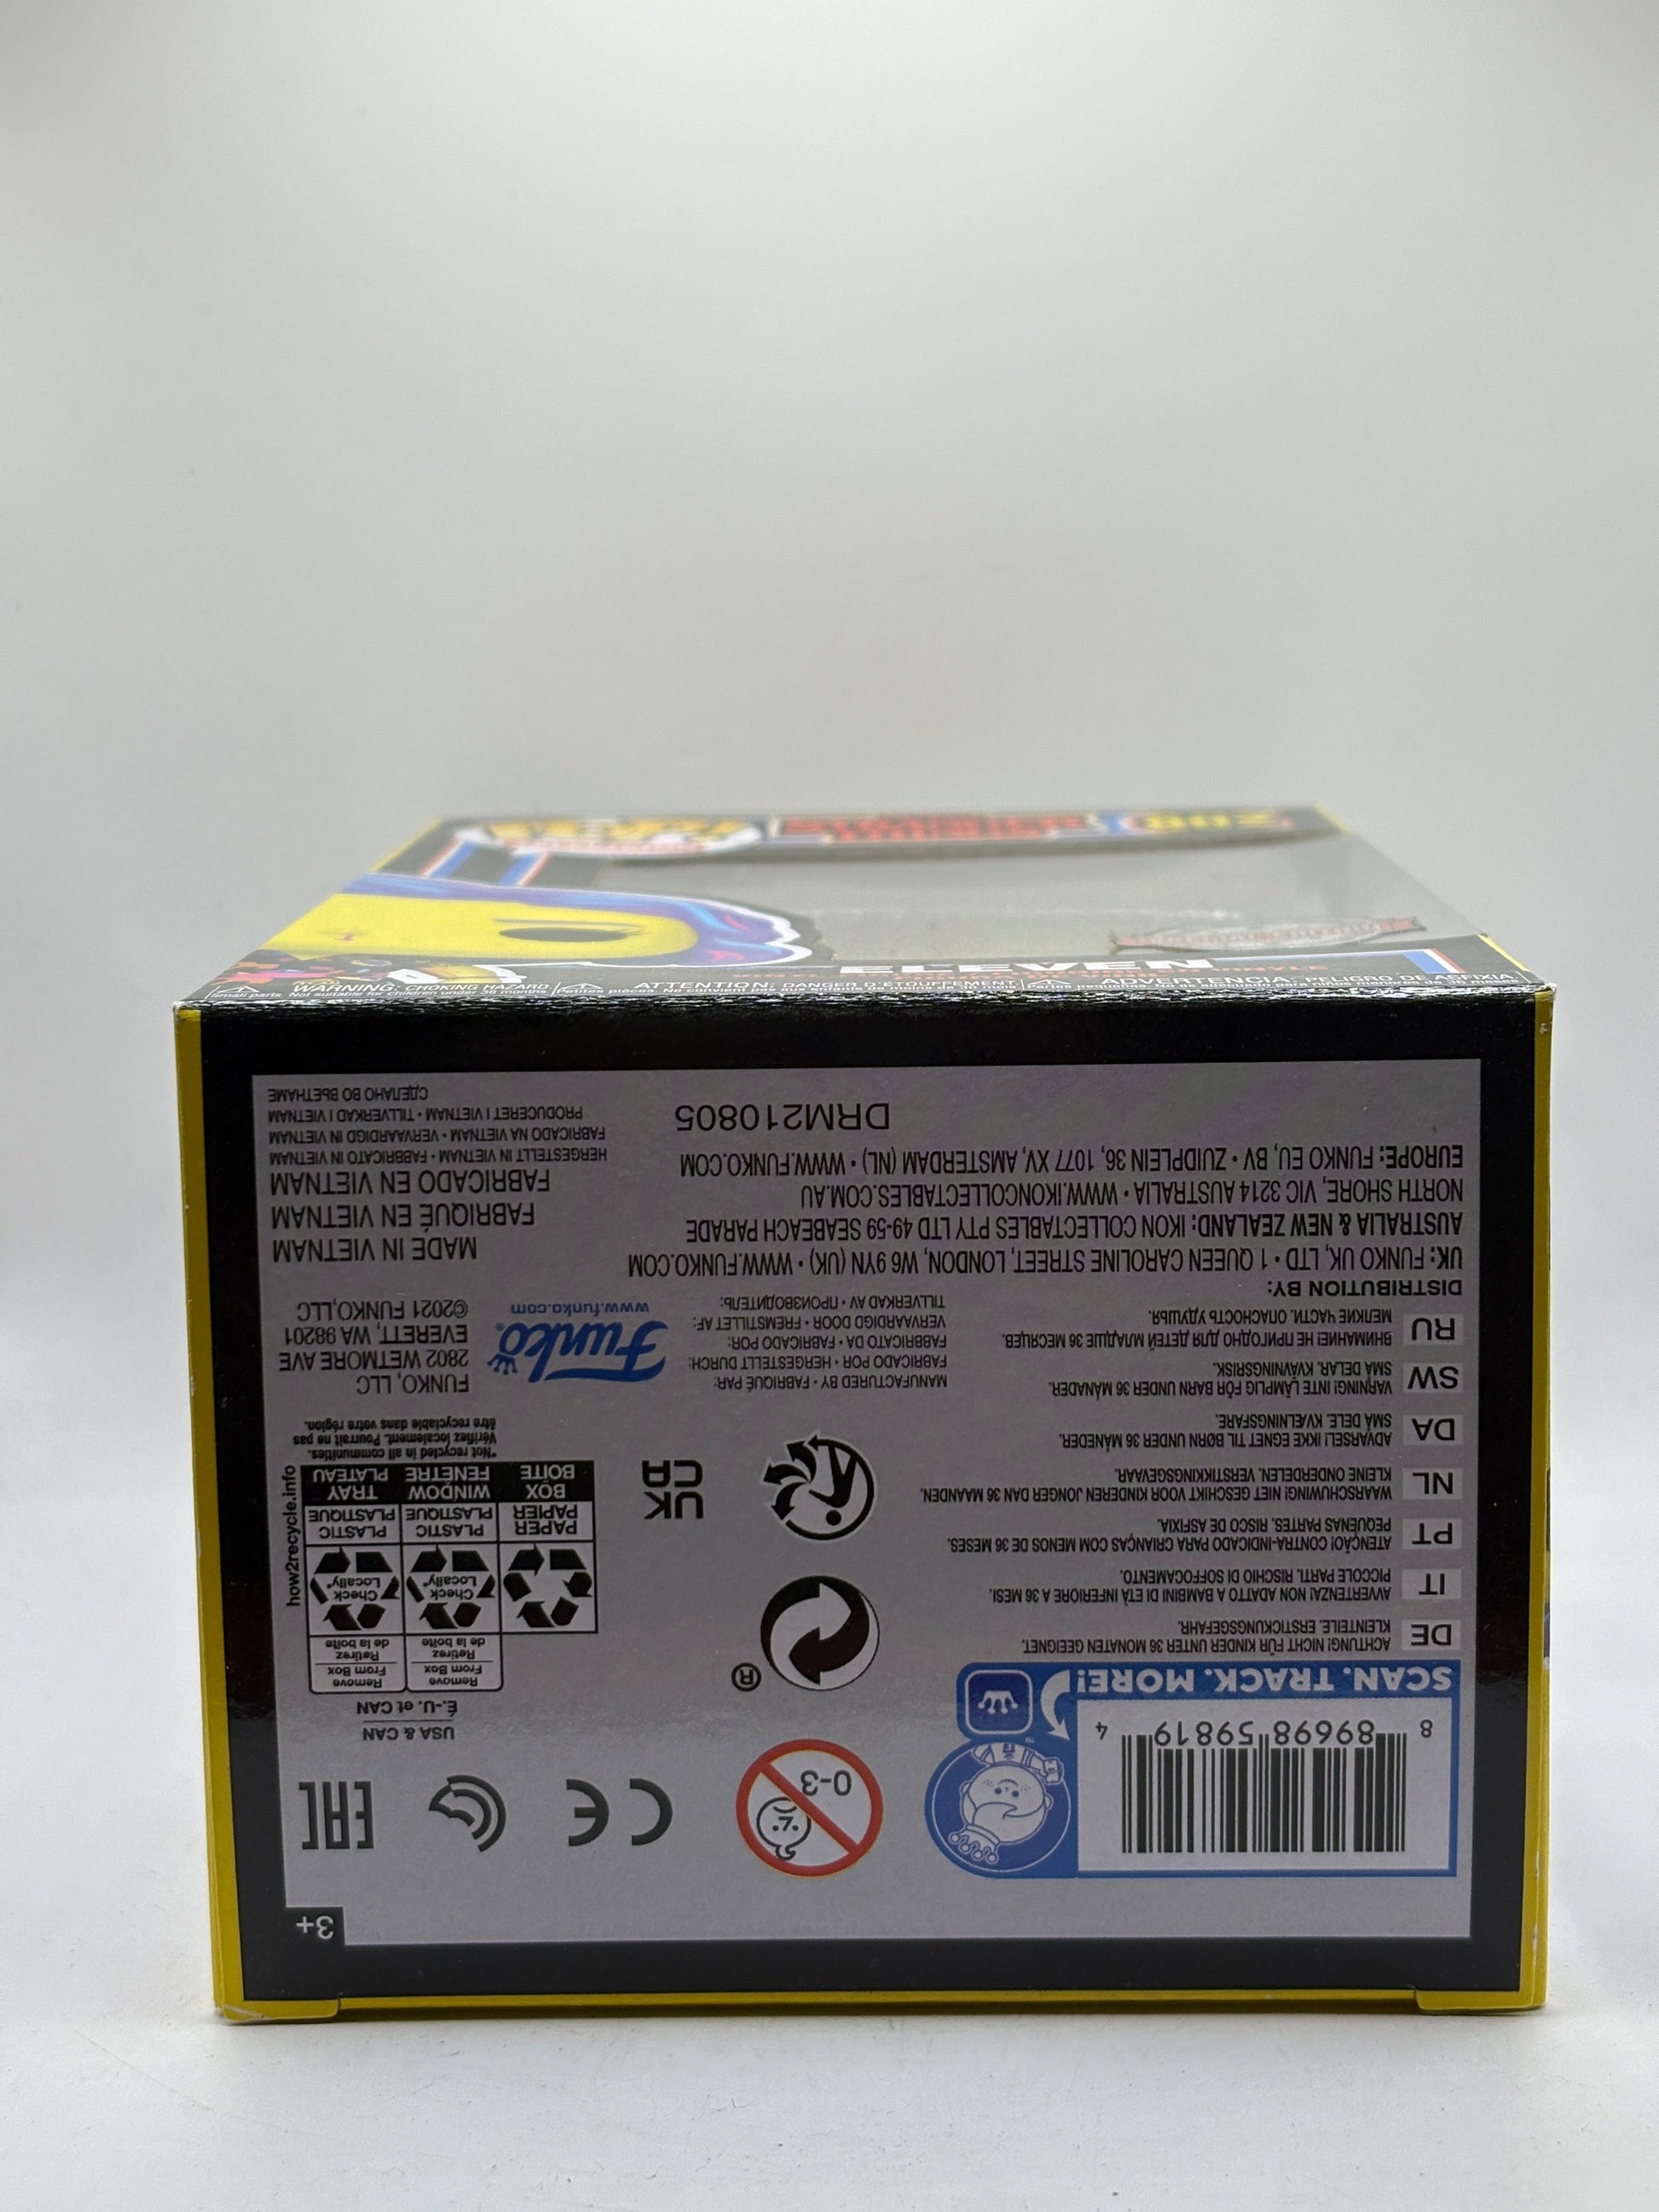 802
ELEVEN
WARNING: CHOKING HAZARD
Small parts. Not suitable for children under 36 months.
ATTENTION: DANGER D'ÉTOUFFEMENT
ADVERTENCIA: PELIGRO DE ASFIXIA
3+
8 89698 59819 4
SCAN. TRACK. MORE!
0-3
CE
EAC
USA & CAN
É.-U. et CAN
Remove
From Box
Retirez
de la boîte
Remove
From Box
Retirez
de la boîte
Check
Locally*
Check
Locally*
PAPER
PAPIER
PLASTIC
PLASTIQUE
PLASTIC
PLASTIQUE
BOX
BOÎTE
WINDOW
FENÊTRE
TRAY
PLATEAU
how2recycle.info
*Not recycled in all communities.
Vérifiez localement. Pourrait ne pas
être recyclable dans votre région.
®
UK
CA
DE
ACHTUNG! NICHT FÜR KINDER UNTER 36 MONATEN GEEIGNET.
KLEINTEILE. ERSTICKUNGSGEFAHR.
IT
AVVERTENZA! NON ADATTO A BAMBINI DI ETÀ INFERIORE A 36 MESI.
PICCOLE PARTI. RISCHIO DI SOFFOCAMENTO.
PT
ATENÇÃO! CONTRA-INDICADO PARA CRIANÇAS COM MENOS DE 36 MESES.
PEQUENAS PARTES. RISCO DE ASFIXIA.
NL
WAARSCHUWING! NIET GESCHIKT VOOR KINDEREN JONGER DAN 36 MAANDEN.
KLEINE ONDERDELEN. VERSTIKKINGSGEVAAR.
DA
ADVARSEL! IKKE EGNET TIL BØRN UNDER 36 MÅNEDER.
SMÅ DELE. KVÆLNINGSFARE.
SW
VARNING! INTE LÄMPLIG FÖR BARN UNDER 36 MÅNADER.
SMÅ DELAR. KVÄVNINGSRISK.
RU
ВНИМАНИЕ! НЕ ПРИГОДНО ДЛЯ ДЕТЕЙ МЛАДШЕ 36 МЕСЯЦЕВ.
МЕЛКИЕ ЧАСТИ. ОПАСНОСТЬ УДУШЬЯ.
MANUFACTURED BY • FABRIQUÉ PAR:
FABRICADO POR • HERGESTELLT DURCH:
FABBRICATO DA • FABRICADO POR:
VERVAARDIGD DOOR • FREMSTILLET AF:
TILLVERKAD AV • ПРОИЗВОДИТЕЛЬ:
Funko
www.funko.com
FUNKO, LLC
2802 WETMORE AVE
EVERETT, WA 98201
©2021 FUNKO,LLC
DISTRIBUTION BY:
UK: FUNKO UK, LTD • 1 QUEEN CAROLINE STREET, LONDON, W6 9YN (UK) • WWW.FUNKO.COM
AUSTRALIA & NEW ZEALAND: IKON COLLECTABLES PTY LTD 49-59 SEABEACH PARADE
NORTH SHORE, VIC 3214 AUSTRALIA • WWW.IKONCOLLECTABLES.COM.AU
EUROPE: FUNKO EU, BV • ZUIDPLEIN 36, 1077 XV, AMSTERDAM (NL) • WWW.FUNKO.COM
DRM210805
MADE IN VIETNAM
FABRIQUÉ EN VIETNAM
FABRICADO EN VIETNAM
HERGESTELLT IN VIETNAM • FABBRICATO IN VIETNAM
FABRICADO NA VIETNAM • VERVAARDIGD IN VIETNAM
PRODUCERET I VIETNAM • TILLVERKAD I VIETNAM
СДЕЛАНО ВО ВЬЕТНАМЕ